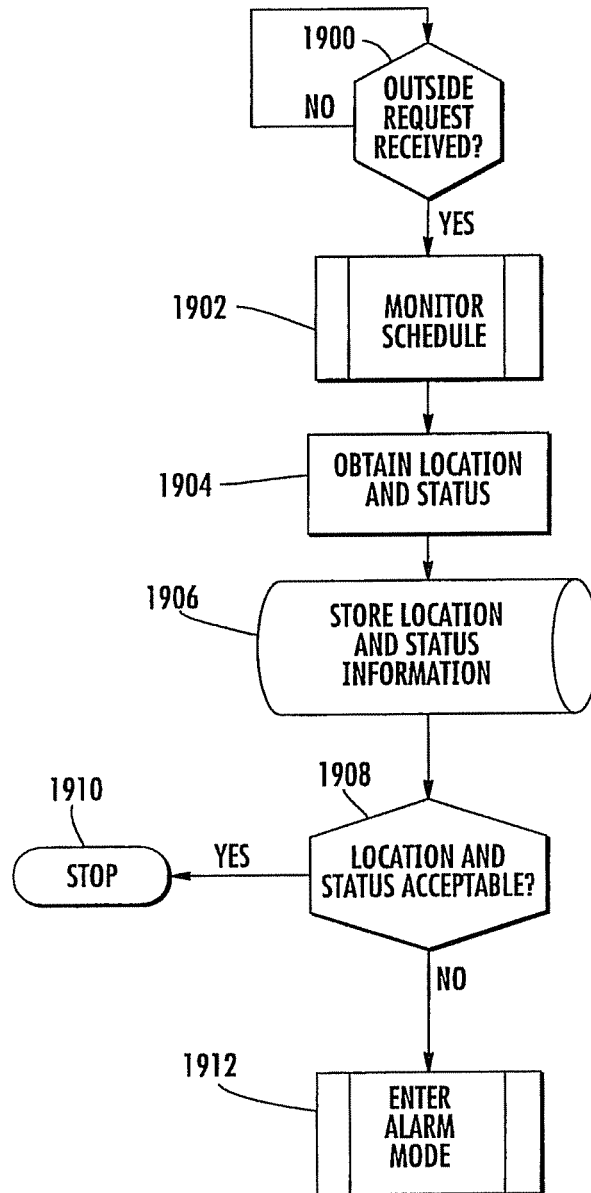 1900
OUTSIDE
REQUEST
RECEIVED?
NO
YES
1902
MONITOR
SCHEDULE
1904
OBTAIN LOCATION
AND STATUS
1906
STORE LOCATION
AND STATUS
INFORMATION
1908
1910
STOP
YES
LOCATION AND
STATUS ACCEPTABLE?
NO
1912
ENTER
ALARM
MODE